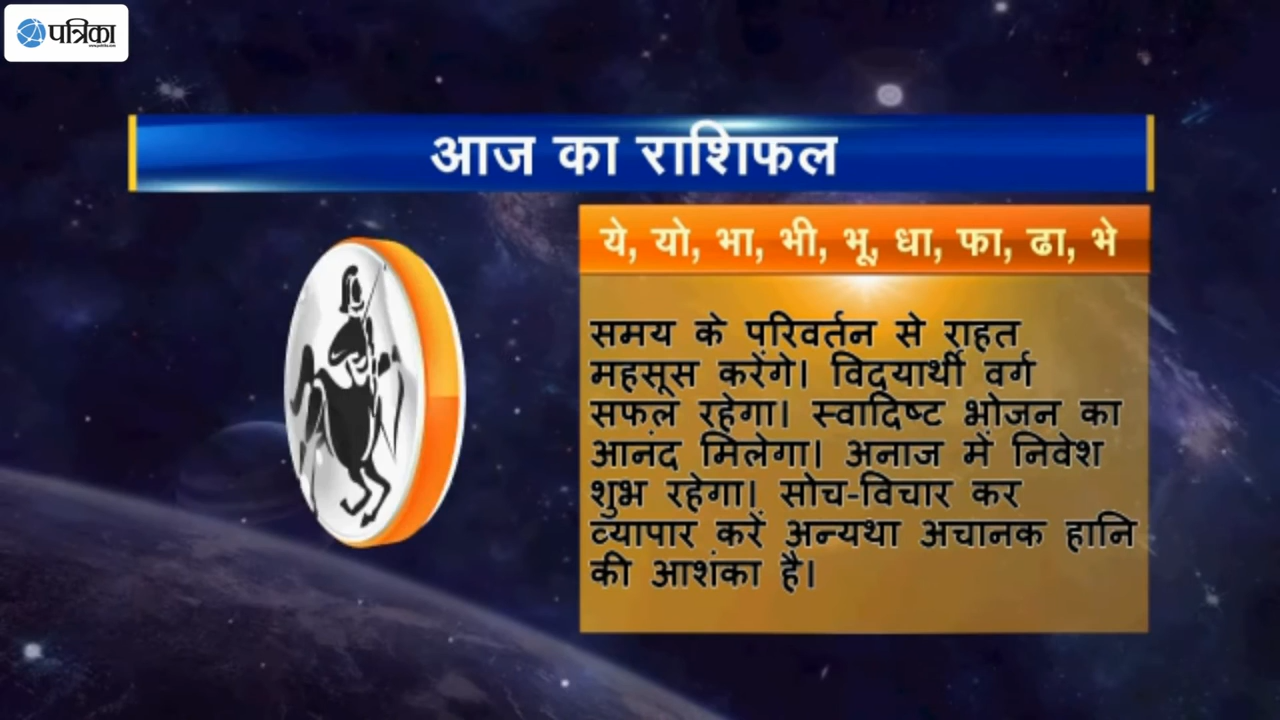 पत्रिका
आज का राशिफल
ये, यो, भा, भी, भू, धा, फा, ढा, भे
समय के परिवर्तन से राहत
महसूस करेंगे। विद्यार्थी वर्ग
सफल रहेगा। स्वादिष्ट भोजन का
आनंद मिलेगा। अनाज में निवेश
शुभ रहेगा। सोच-विचार कर
व्यापार करें अन्यथा अचानक हानि
की आशंका है।